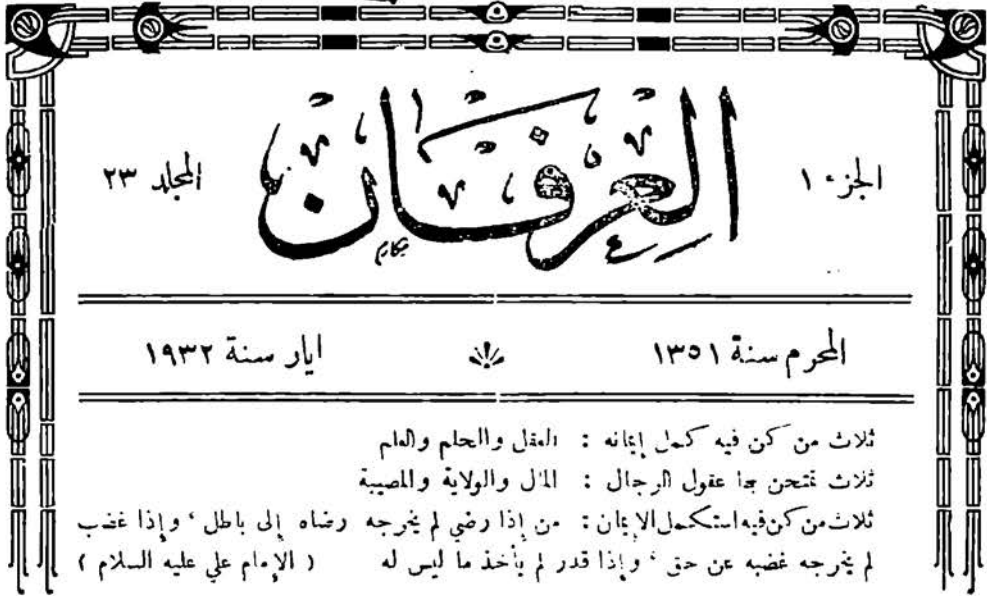 الجزء ١
العرفان
المجلد ٢٣
المحرم سنة ١٣٥١
ايار سنة ١٩٣٢
ثلاث من كن فيه كمل إيمانه : العقل والحلم والعلم
ثلاث تمتحن بها عقول الرجال : المال والولاية والمصيبة
ثلاث من كن فيه استكمل الايمان : من إذا رضي لم يخرجه رضاه إلى باطل ، وإذا غضب
لم يخرجه غضبه عن حق ، وإذا قدر لم يأخذ ما ليس له ( الإمام علي عليه السلام )